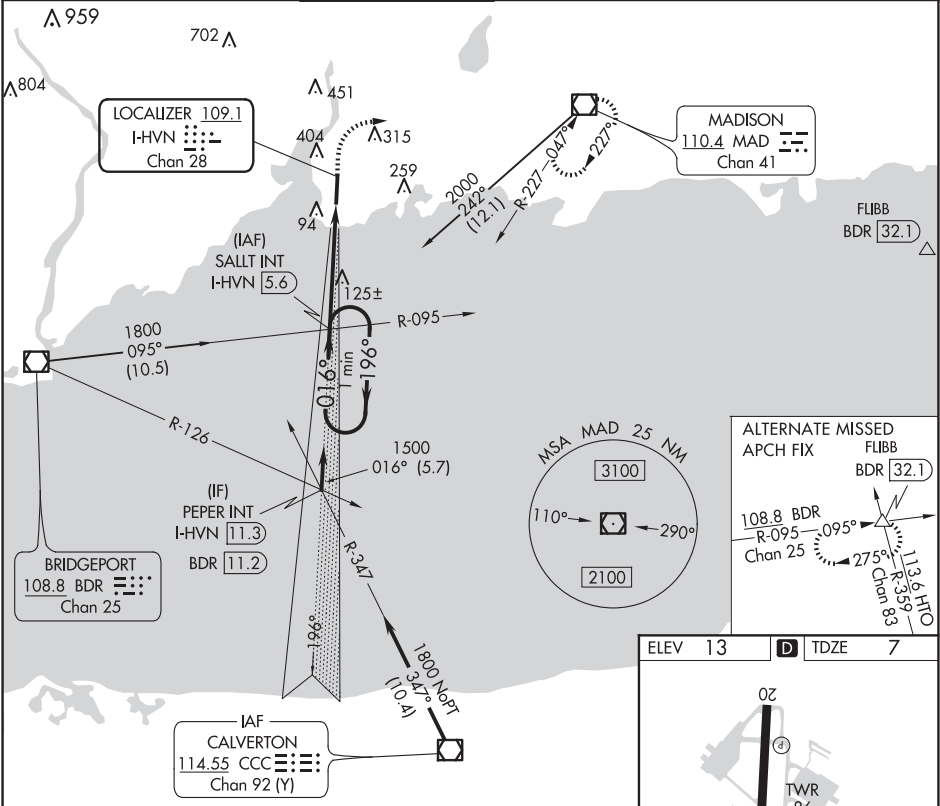 959
702
804
451
LOCALIZER 109.1
I-HVN
Chan 28
404
315
259
94
MADISON
110.4 MAD
Chan 41
2000
242°
(12.1)
R-227
047°
227°
FLIBB
BDR 32.1
(IAF)
SALLT INT
I-HVN 5.6
125±
R-095
1800
095°
(10.5)
016°
1 min
196°
R-126
1500
016° (5.7)
(IF)
PEPER INT
I-HVN 11.3
BDR 11.2
R-347
BRIDGEPORT
108.8 BDR
Chan 25
196°
1800 NoPT
347°
(10.4)
IAF
CALVERTON
114.55 CCC
Chan 92 (Y)
MSA MAD 25 NM
3100
110°
290°
2100
ALTERNATE MISSED
APCH FIX
FLIBB
BDR 32.1
108.8 BDR
R-095
095°
Chan 25
275°
113.6 HTO
R-359
Chan 83
ELEV 13
D
TDZE 7
20
P
TWR